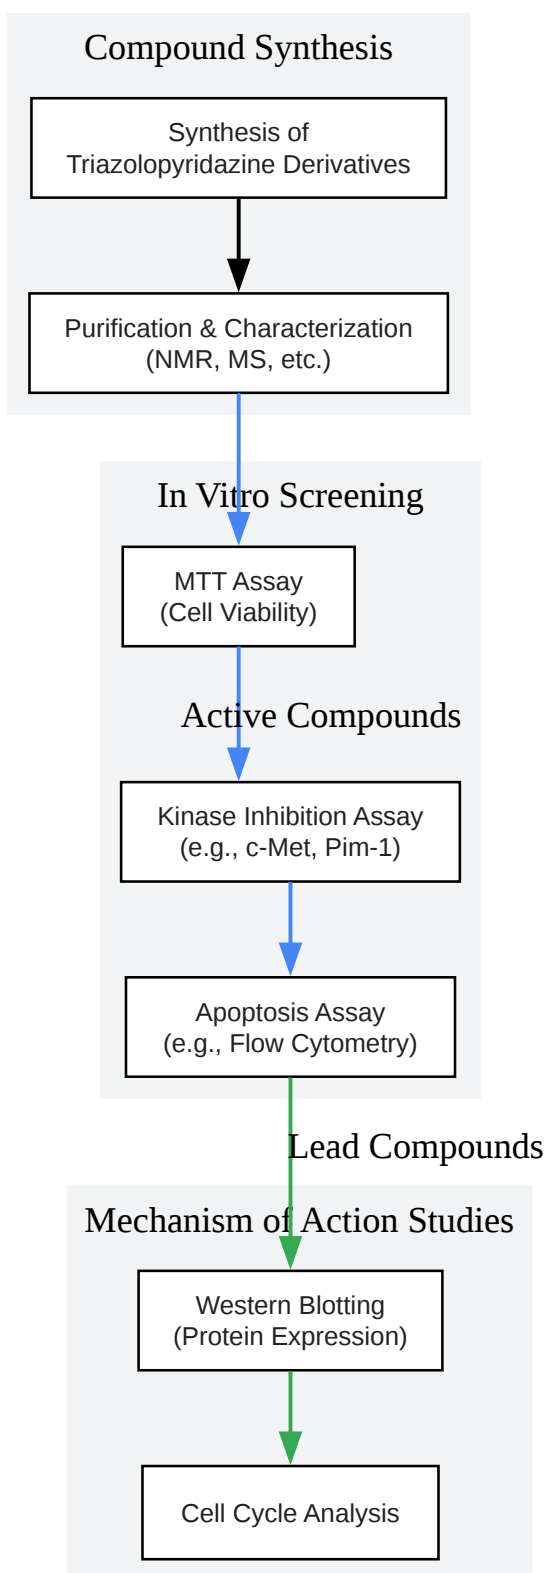 Compound Synthesis
Synthesis of
Triazolopyridazine Derivatives
Purification & Characterization
(NMR, MS, etc.)
In Vitro Screening
MTT Assay
(Cell Viability)
Active Compounds
Kinase Inhibition Assay
(e.g., c-Met, Pim-1)
Apoptosis Assay
(e.g., Flow Cytometry)
Lead Compounds
Mechanism of Action Studies
Western Blotting
(Protein Expression)
Cell Cycle Analysis